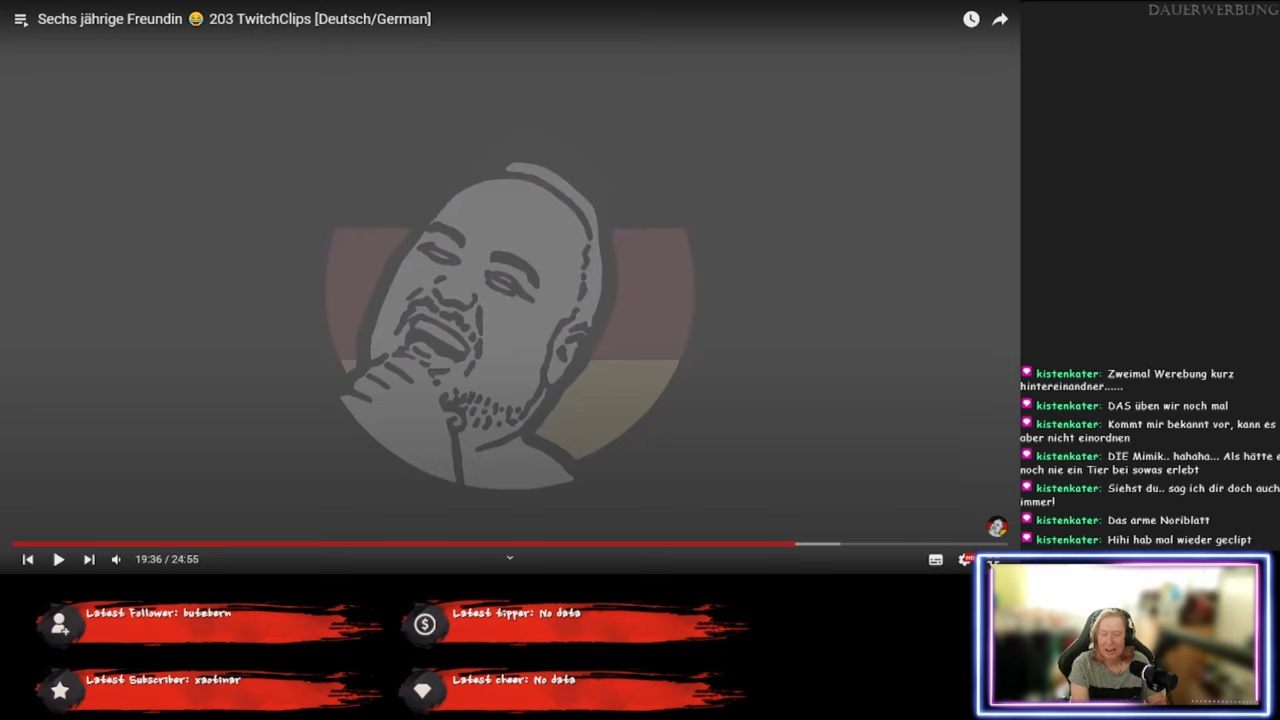 Sechs jährige Freundin 😂 203 TwitchClips [Deutsch/German]
DAUERWERBUNG
kistenkater: Zweimal Werebung kurz
hintereinandner......
kistenkater: DAS üben wir noch mal
kistenkater: Kommt mir bekannt vor, kann es
aber nicht einordnen
kistenkater: DIE Mimik.. hahaha... Als hätte e
noch nie ein Tier bei sowas erlebt
kistenkater: Siehst du.. sag ich dir doch auch
immer!
kistenkater: Das arme Noriblatt
kistenkater: Hihi hab mal wieder geclipt
19:36 / 24:55
Latest Follower: butzbern
Latest tipper: No data
Latest Subscriber: xaotinar
Latest cheer: No data